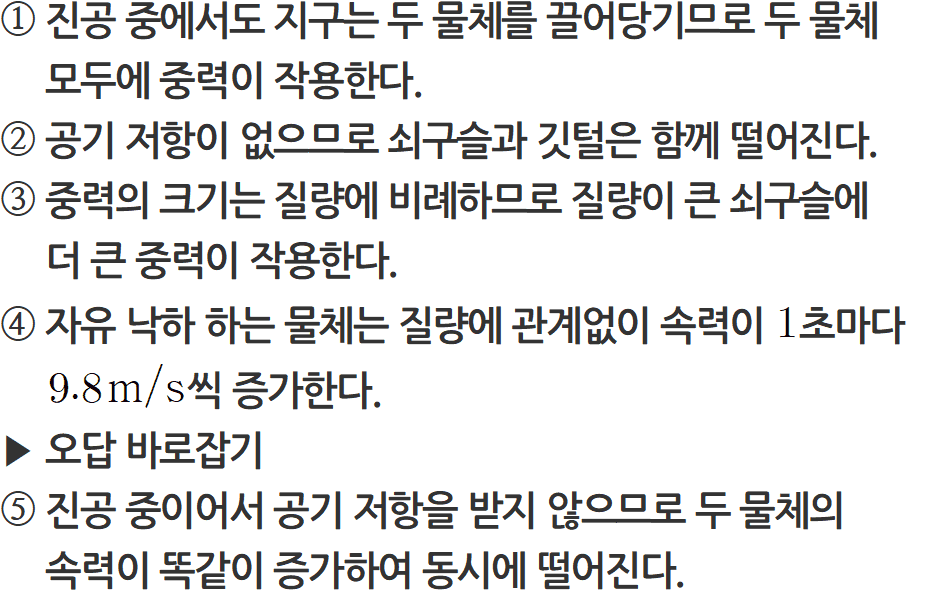 ① 진공 중에서도 지구는 두 물체를 끌어당기므로 두 물체
모두에 중력이 작용한다.
② 공기 저항이 없으므로 쇠구슬과 깃털은 함께 떨어진다.
③ 중력의 크기는 질량에 비례하므로 질량이 큰 쇠구슬에
더 큰 중력이 작용한다.
④ 자유 낙하 하는 물체는 질량에 관계없이 속력이 1초마다
9.8m/s씩 증가한다.
▶ 오답 바로잡기
⑤ 진공 중이어서 공기 저항을 받지 않으므로 두 물체의
속력이 똑같이 증가하여 동시에 떨어진다.